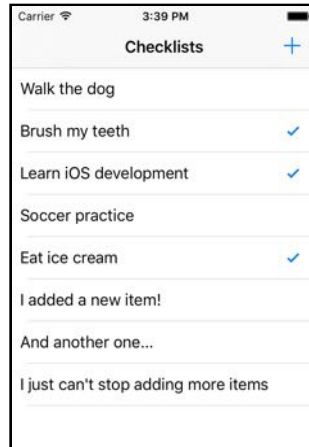 Carrier 3:39 PM
Checklists +
Walk the dog
Brush my teeth
Learn iOS development
Soccer practice
Eat ice cream
I added a new item!
And another one...
I just can't stop adding more items